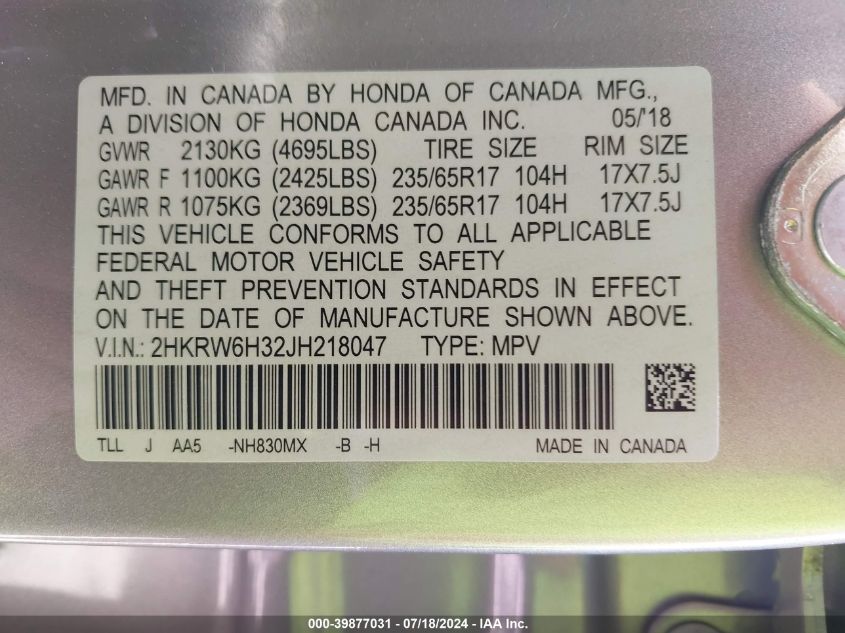 MFD. IN CANADA BY HONDA OF CANADA MFG.,
A DIVISION OF HONDA CANADA INC. 05/'18
GVWR 2130KG (4695LBS) TIRE SIZE RIM SIZE
GAWR F 1100KG (2425LBS) 235/65R17 104H 17X7.5J
GAWR R 1075KG (2369LBS) 235/65R17 104H 17X7.5J
THIS VEHICLE CONFORMS TO ALL APPLICABLE
FEDERAL MOTOR VEHICLE SAFETY
AND THEFT PREVENTION STANDARDS IN EFFECT
ON THE DATE OF MANUFACTURE SHOWN ABOVE.
V.I.N.: 2HKRW6H32JH218047 TYPE: MPV
TLL J AA5 -NH830MX -B -H MADE IN CANADA
000-39877031 - 07/18/2024 - IAA Inc.